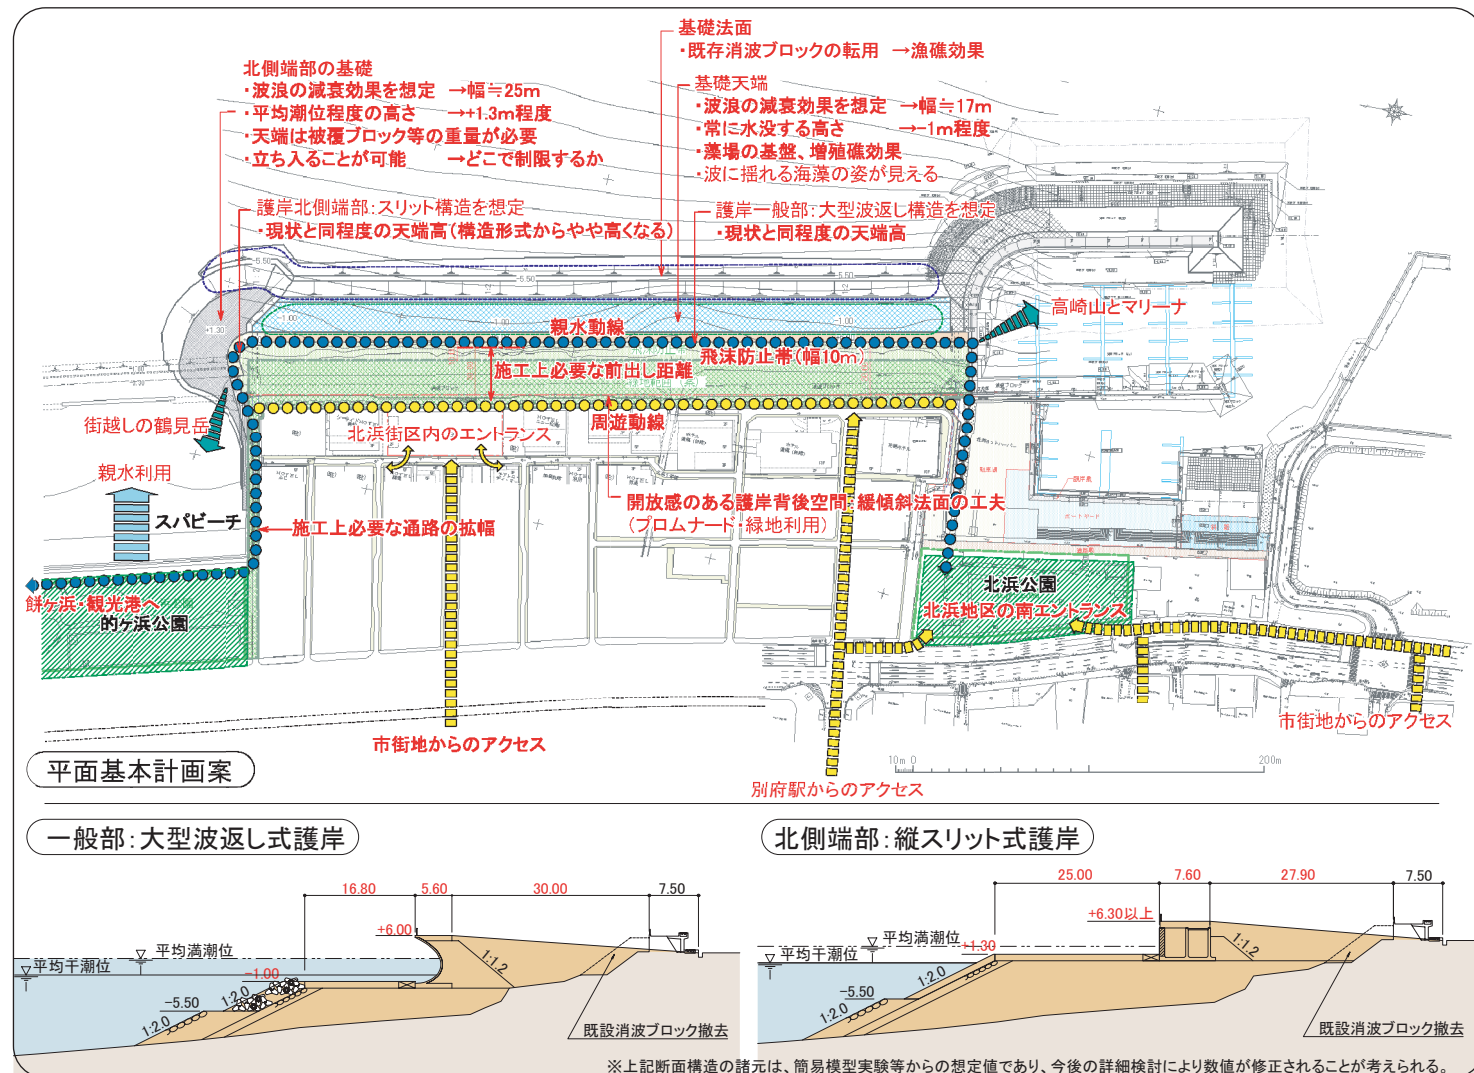 基礎法面
・既存消波ブロックの転用　→漁礁効果
北側端部の基礎
・波浪の減衰効果を想定　→幅≒25m
・平均潮位程度の高さ　→+1.3m程度
・天端は被覆ブロック等の重量が必要
・立ち入ることが可能　→どこで制限するか
基礎天端
・波浪の減衰効果を想定　→幅≒17m
・常に水没する高さ　→-1m程度
・藻場の基盤、増殖礁効果
・波に揺れる海藻の姿が見える
護岸北側端部:スリット構造を想定
・現状と同程度の天端高(構造形式からやや高くなる)
護岸一般部:大型波返し構造を想定
・現状と同程度の天端高
-5.50
-5.50
-5.50
1:2
1:2
+1.30
-1.00
-1.00
-1.00
親水動線
高崎山とマリーナ
飛沫防止帯(幅10m)
施工上必要な前出し距離
街越しの鶴見岳
周遊動線
北浜街区内のエントランス
親水利用
スパビーチ
開放感のある護岸背後空間:緩傾斜法面の工夫
(プロムナード・緑地利用)
施工上必要な通路の拡幅
北浜公園
北浜地区の南エントランス
餅ヶ浜・観光港へ
的ヶ浜公園
市街地からのアクセス
市街地からのアクセス
別府駅からのアクセス
10m 0
200m
平面基本計画案
一般部:大型波返し式護岸
16.80
5.60
30.00
7.50
+6.00
平均満潮位
平均干潮位
-1.00
1:1.2
-5.50
1:2.0
1:2.0
既設消波ブロック撤去
北側端部:縦スリット式護岸
25.00
7.60
27.90
7.50
+6.30以上
平均満潮位
+1.30
平均干潮位
1:1.2
1:2.0
-5.50
1:2.0
既設消波ブロック撤去
※上記断面構造の諸元は、簡易模型実験等からの想定値であり、今後の詳細検討により数値が修正されることが考えられる。